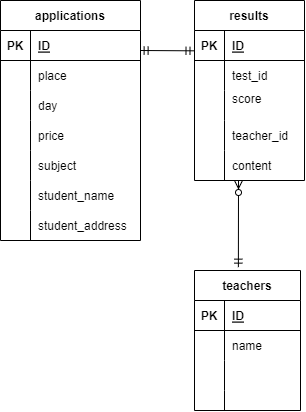 applications
PK ID
place
day
price
subject
student_name
student_address
results
PK ID
test_id
score
teacher_id
content
teachers
PK ID
name